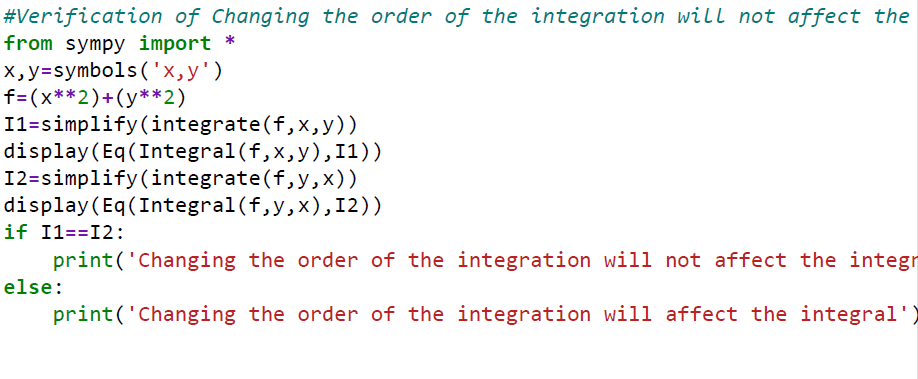 #Verification of Changing the order of the integration will not affect the
from sympy import *
x,y=symbols('x,y')
f=(x**2)+(y**2)
I1=simplify(integrate(f,x,y))
display(Eq(Integral(f,x,y),I1))
I2=simplify(integrate(f,y,x))
display(Eq(Integral(f,y,x),I2))
if I1==I2:
    print('Changing the order of the integration will not affect the
else:
    print('Changing the order of the integration will affect the integral')